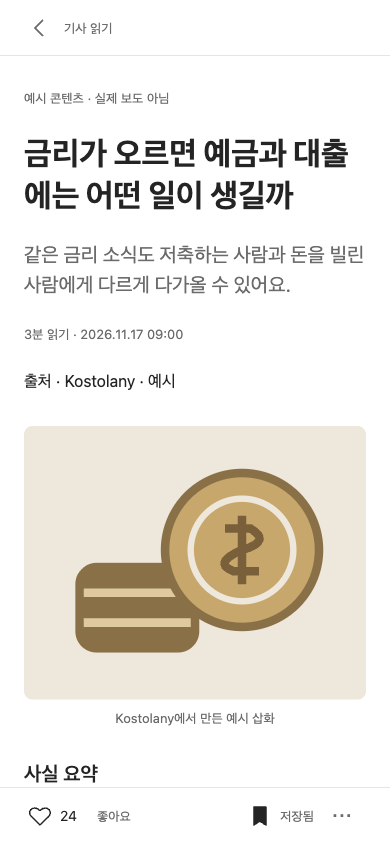 기사 읽기
예시 콘텐츠 · 실제 보도 아님
금리가 오르면 예금과 대출
에는 어떤 일이 생길까
같은 금리 소식도 저축하는 사람과 돈을 빌린
사람에게 다르게 다가올 수 있어요.
3분 읽기 · 2026.11.17 09:00
출처 · Kostolany · 예시
Kostolany에서 만든 예시 삽화
사실 요약
24 좋아요 저장됨